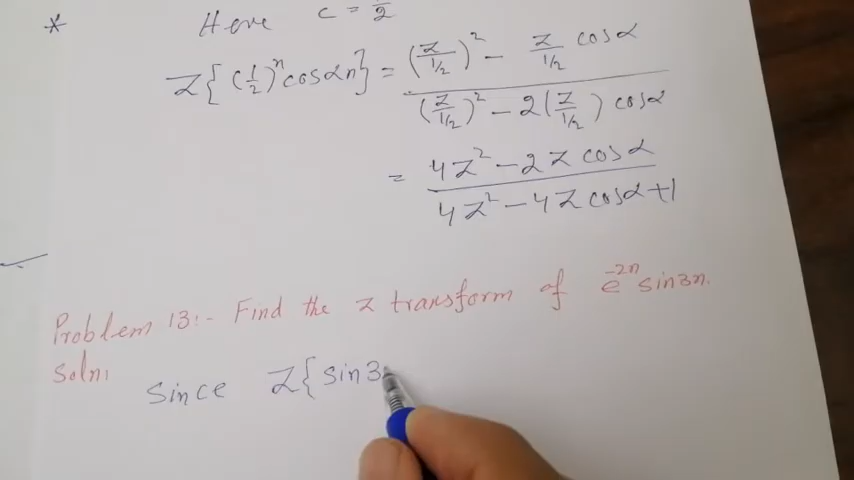 * Here c = 1/2
Z{(1/2)^n cosαn} = ((z/1/2)^2 - z/1/2 cosα) / ((z/1/2)^2 - 2(z/1/2) cosα)
= (4z^2 - 2z cosα) / (4z^2 - 4z cosα + 1)
Problem 13:- Find the z transform of e^-2n sin3n.
Soln:
Since Z{sin3